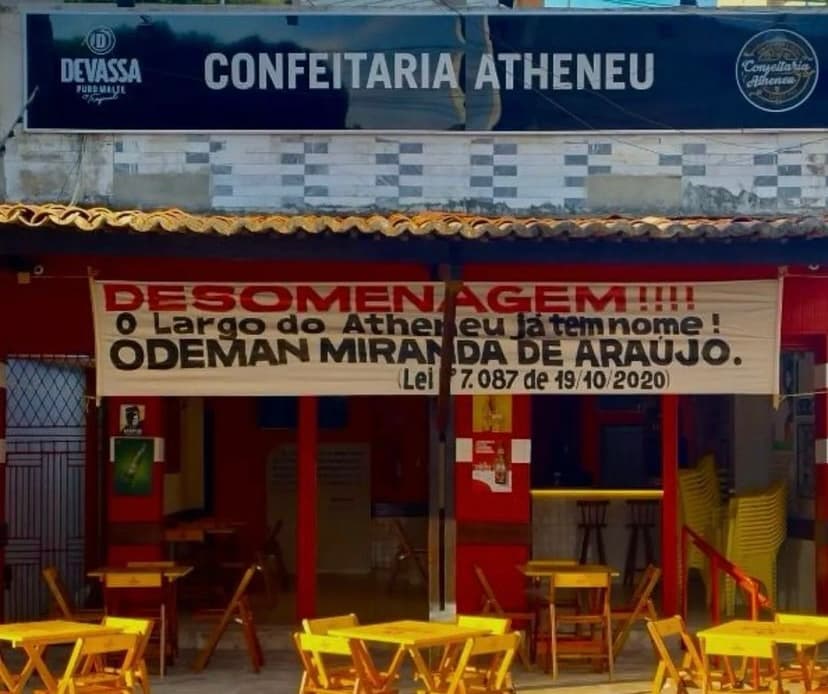 DEVASSA
PURO MALTE
CONFEITARIA ATHENEU
Confeitaria
Atheneu
DESOMENAGEM!!!!
O Largo do Atheneu já tem nome!
ODEMAN MIRANDA DE ARAÚJO.
(Lei nº 7.087 de 19/10/2020)